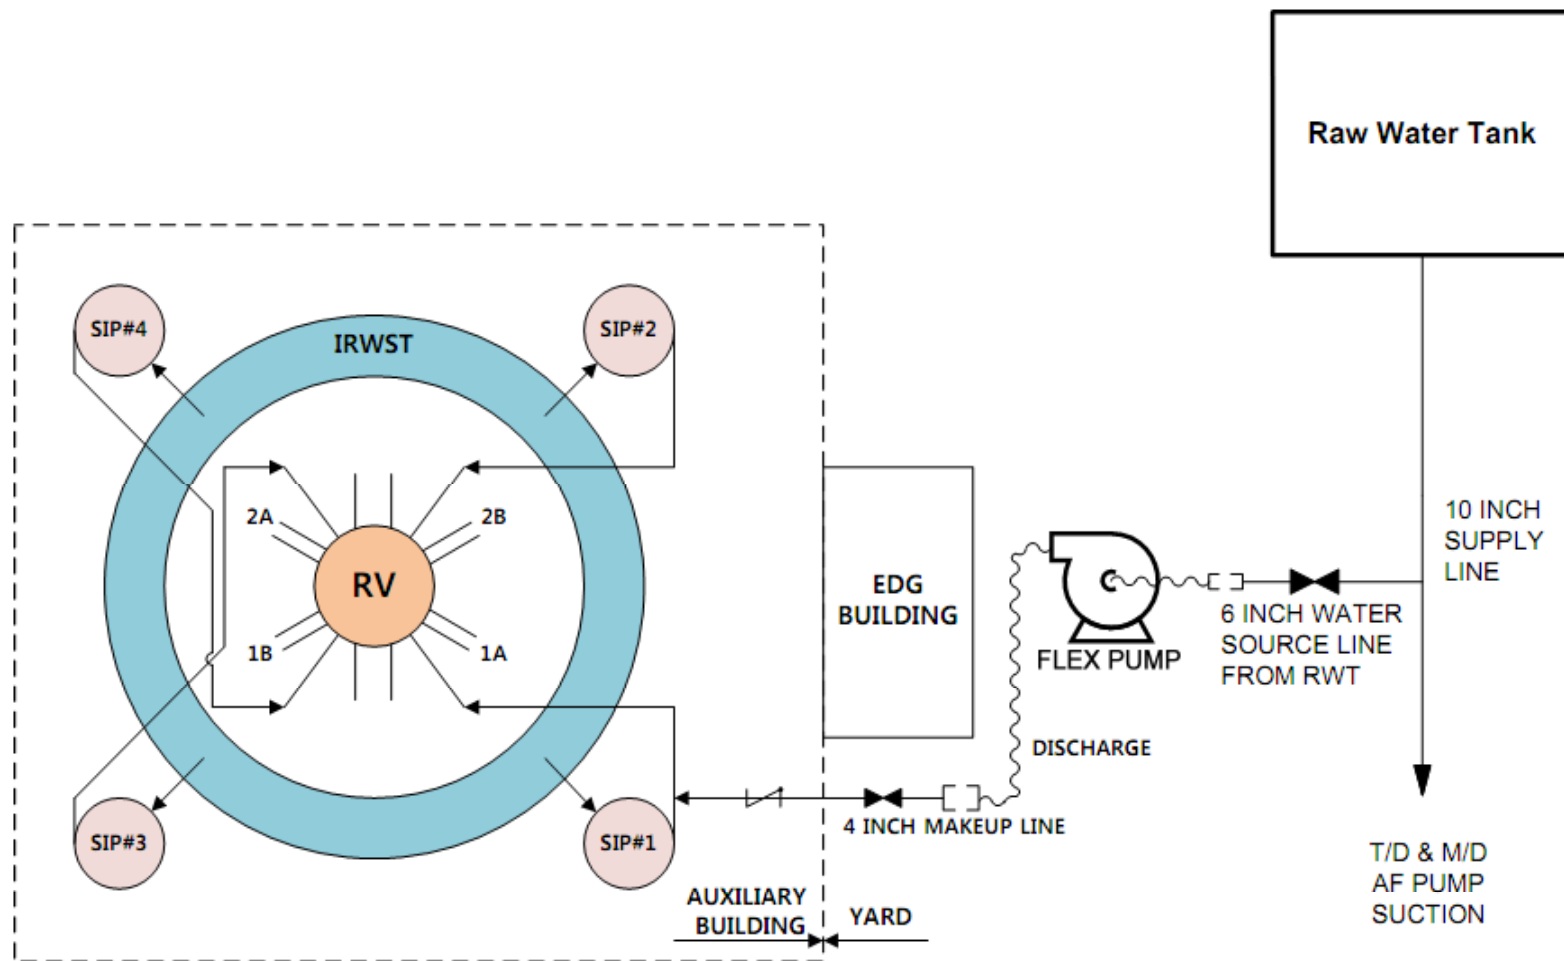 Raw Water Tank
SIP#4
SIP#2
IRWST
2A
2B
10 INCH
SUPPLY
LINE
RV
EDG
BUILDING
6 INCH WATER
SOURCE LINE
FROM RWT
FLEX PUMP
1B
1A
DISCHARGE
4 INCH MAKEUP LINE
SIP#3
SIP#1
T/D & M/D
AF PUMP
SUCTION
AUXILIARY
BUILDING
YARD